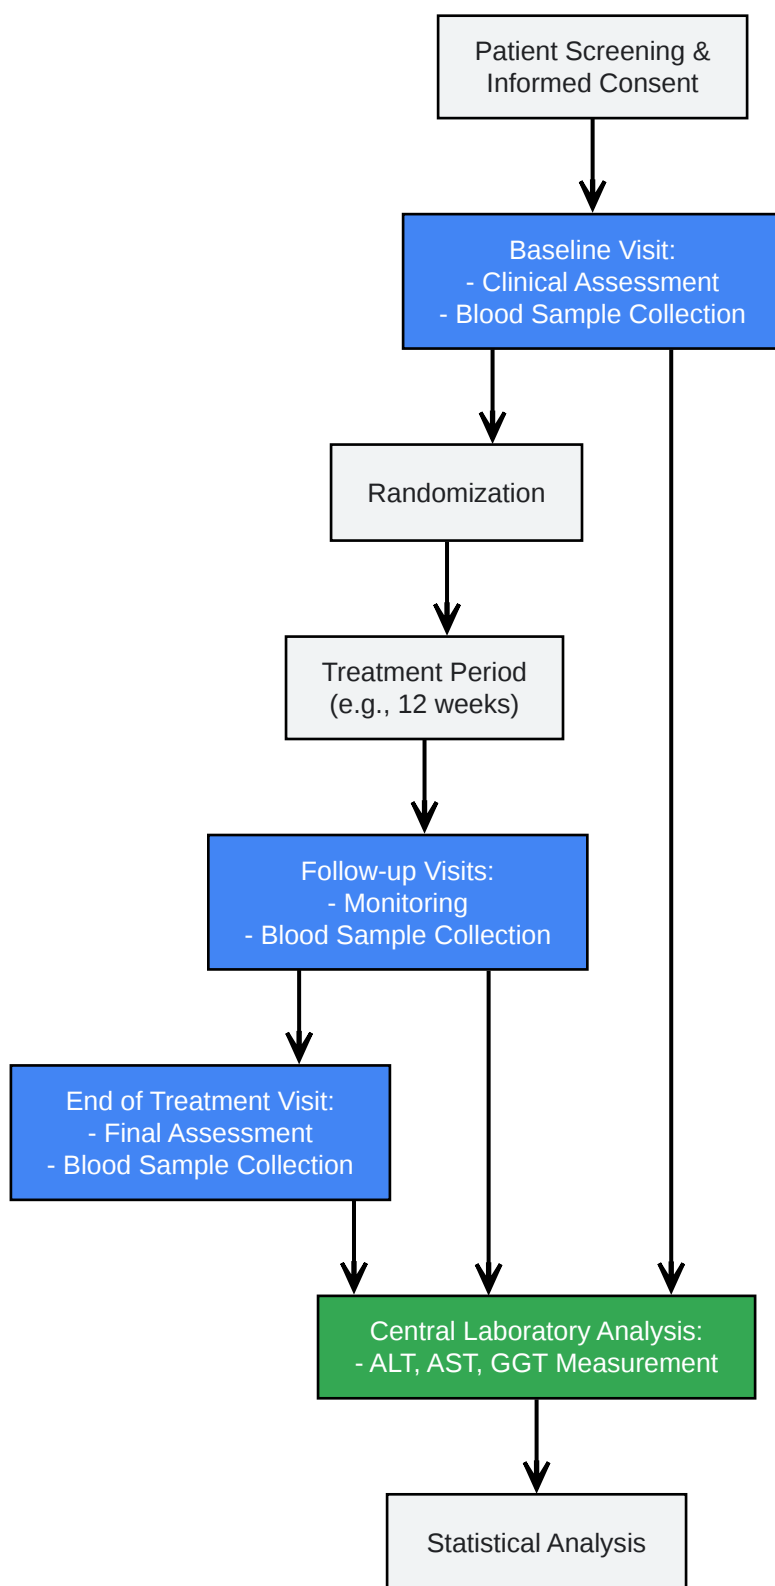 Patient Screening &
Informed Consent
Baseline Visit:
- Clinical Assessment
- Blood Sample Collection
Randomization
Treatment Period
(e.g., 12 weeks)
Follow-up Visits:
- Monitoring
- Blood Sample Collection
End of Treatment Visit:
- Final Assessment
- Blood Sample Collection
Central Laboratory Analysis:
- ALT, AST, GGT Measurement
Statistical Analysis